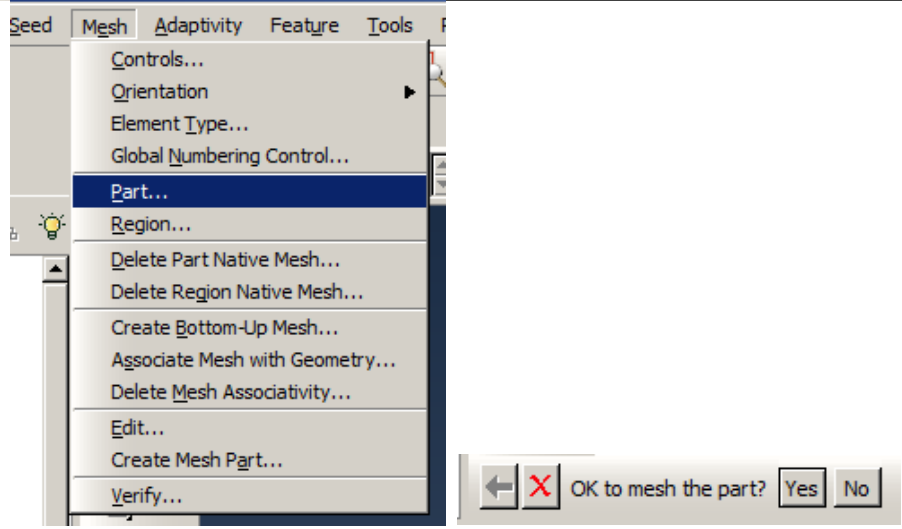 Seed Mesh Adaptivity Feature Tools
Controls...
Orientation
Element Type...
Global Numbering Control...
Part...
Region...
Delete Part Native Mesh...
Delete Region Native Mesh...
Create Bottom-Up Mesh...
Associate Mesh with Geometry...
Delete Mesh Associativity...
Edit...
Create Mesh Part...
Verify...
OK to mesh the part? Yes No